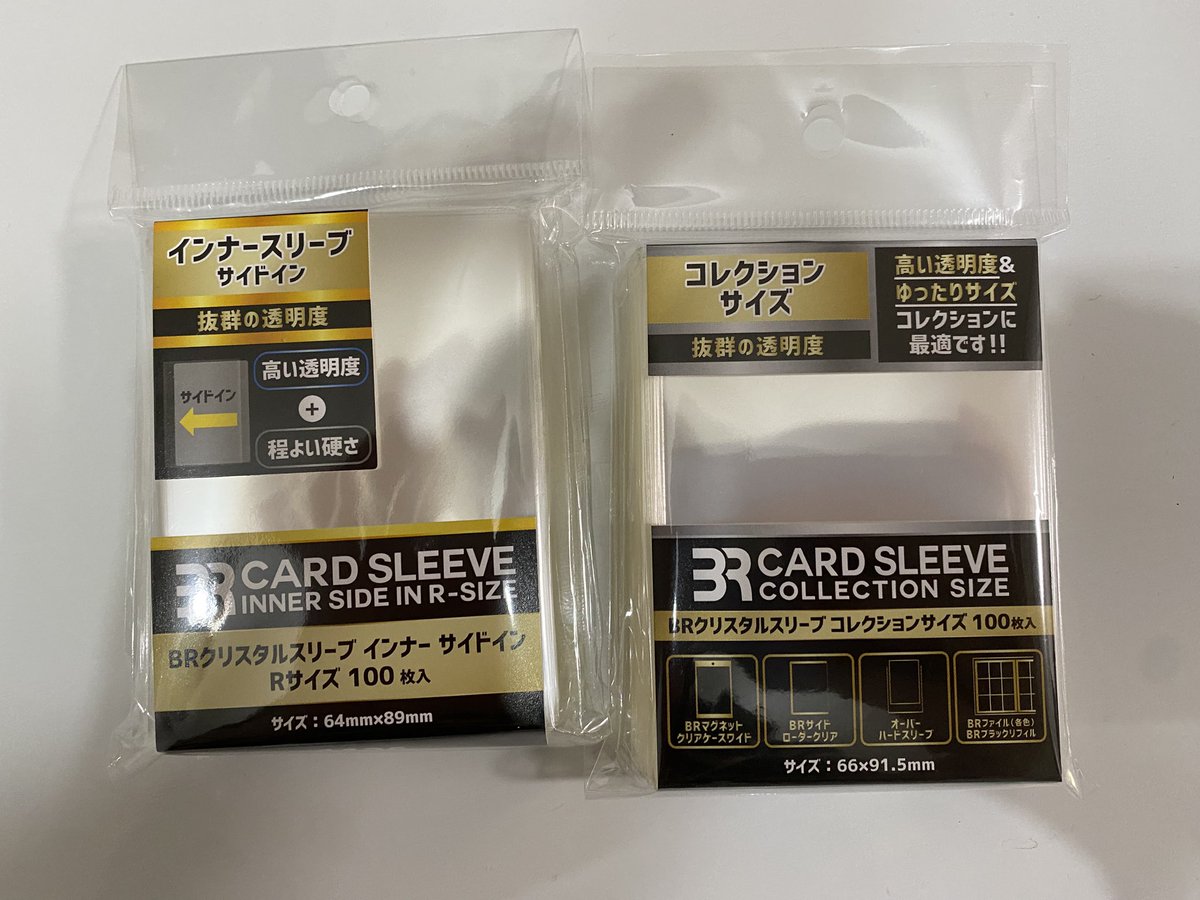 インナースリーブ
サイドイン
抜群の透明度
サイドイン
高い透明度
+
程よい硬さ
BR CARD SLEEVE
INNER SIDE IN R-SIZE
BRクリスタルスリーブ インナー サイドイン
Rサイズ 100枚入
サイズ：64mm×89mm
コレクション
サイズ
抜群の透明度
高い透明度&
ゆったりサイズ
コレクションに
最適です!!
BR CARD SLEEVE
COLLECTION SIZE
BRクリスタルスリーブ コレクションサイズ 100枚入
BRマグネット
クリアケースワイド
BRサイド
ローダークリア
オーバー
ハードスリーブ
BRファイル(各色)
BRブラックリフィル
サイズ：66×91.5mm